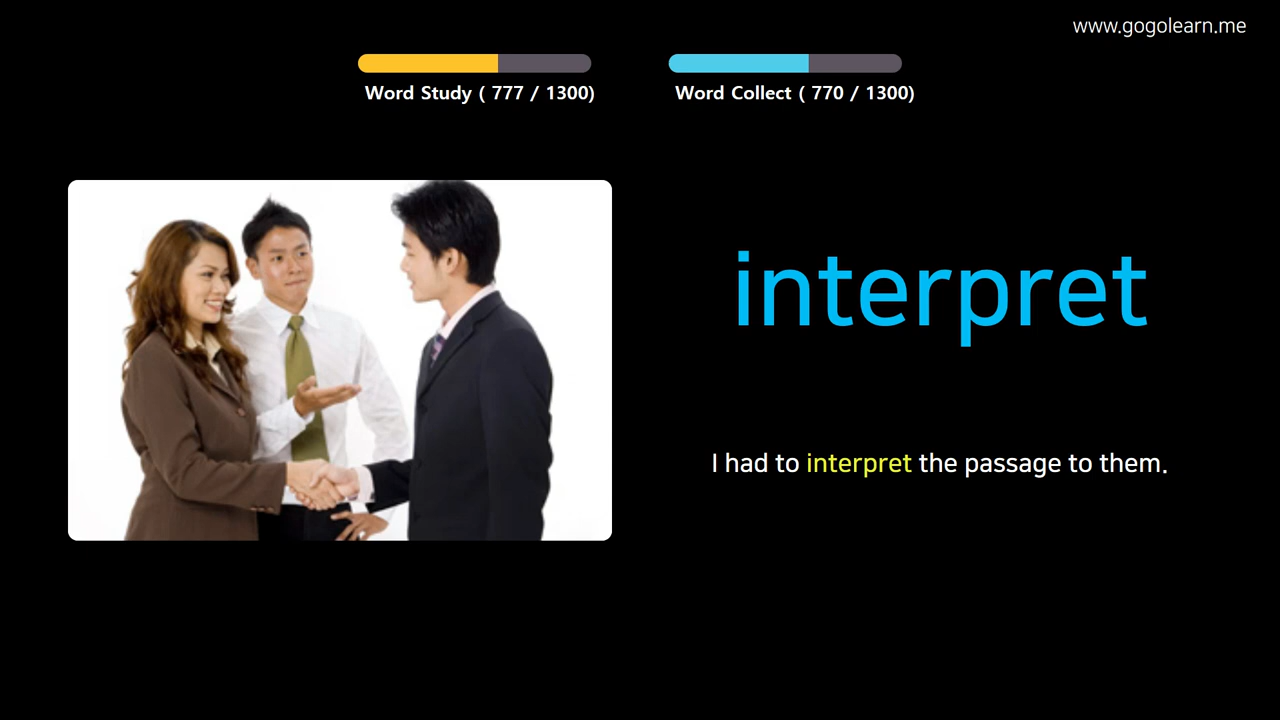 www.gogolearn.me
Word Study ( 777 / 1300)
Word Collect ( 770 / 1300)
interpret
I had to interpret the passage to them.